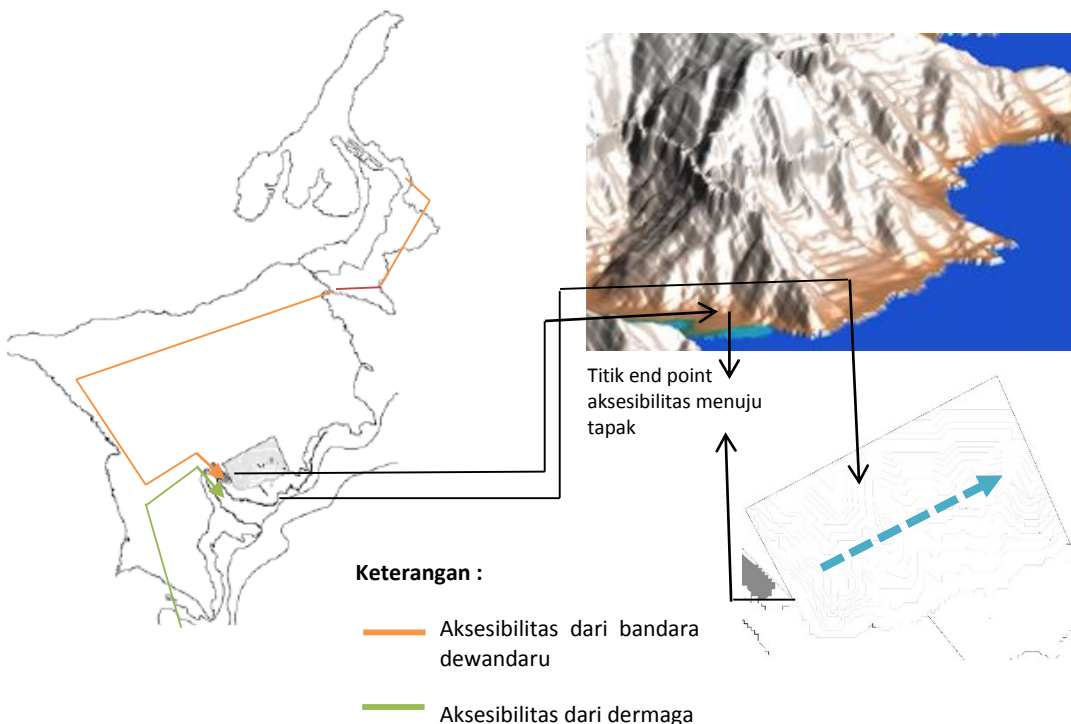 Titik end point
aksesibilitas menuju
tapak
Keterangan :
Aksesibilitas dari bandara
dewandaru
Aksesibilitas dari dermaga